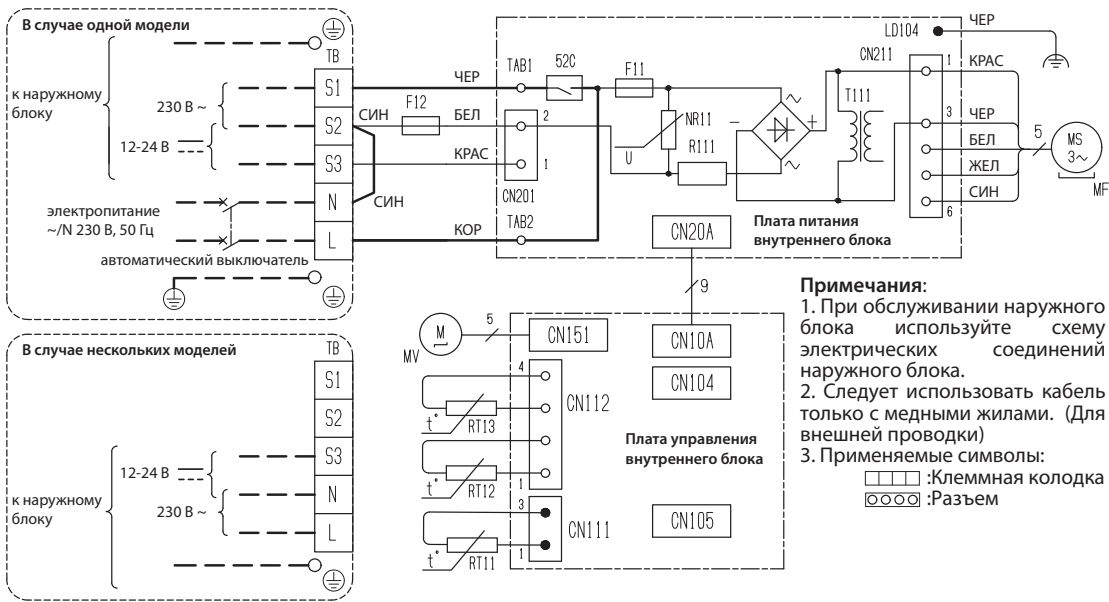 В случае одной модели
к наружному
блоку
230 В ~
12-24 В
электропитание
~/N 230 В, 50 Гц
автоматический выключатель
TB
S1
S2
S3
N
L
ЧЕР
СИН
F12
БЕЛ
КРАС
СИН
КОР
TAB1
52C
F11
2
1
CN201
TAB2
NR11
U
R111
~
+
-
~
T111
LD104
CN211
1
3
6
ЧЕР
КРАС
ЧЕР
БЕЛ
ЖЕЛ
СИН
5
MS
3~
MF
Плата питания
внутреннего блока
CN20A
9
В случае нескольких моделей
TB
S1
S2
S3
N
L
12-24 В
230 В ~
к наружному
блоку
M
MV
5
CN151
CN10A
CN104
4
CN112
1
t°
RT13
t°
RT12
3
CN111
1
t°
RT11
Плата управления
внутреннего блока
CN105
Примечания:
1. При обслуживании наружного
блока используйте схему
электрических соединений
наружного блока.
2. Следует использовать кабель
только с медными жилами. (Для
внешней проводки)
3. Применяемые символы:
:Клеммная колодка
:Разъем